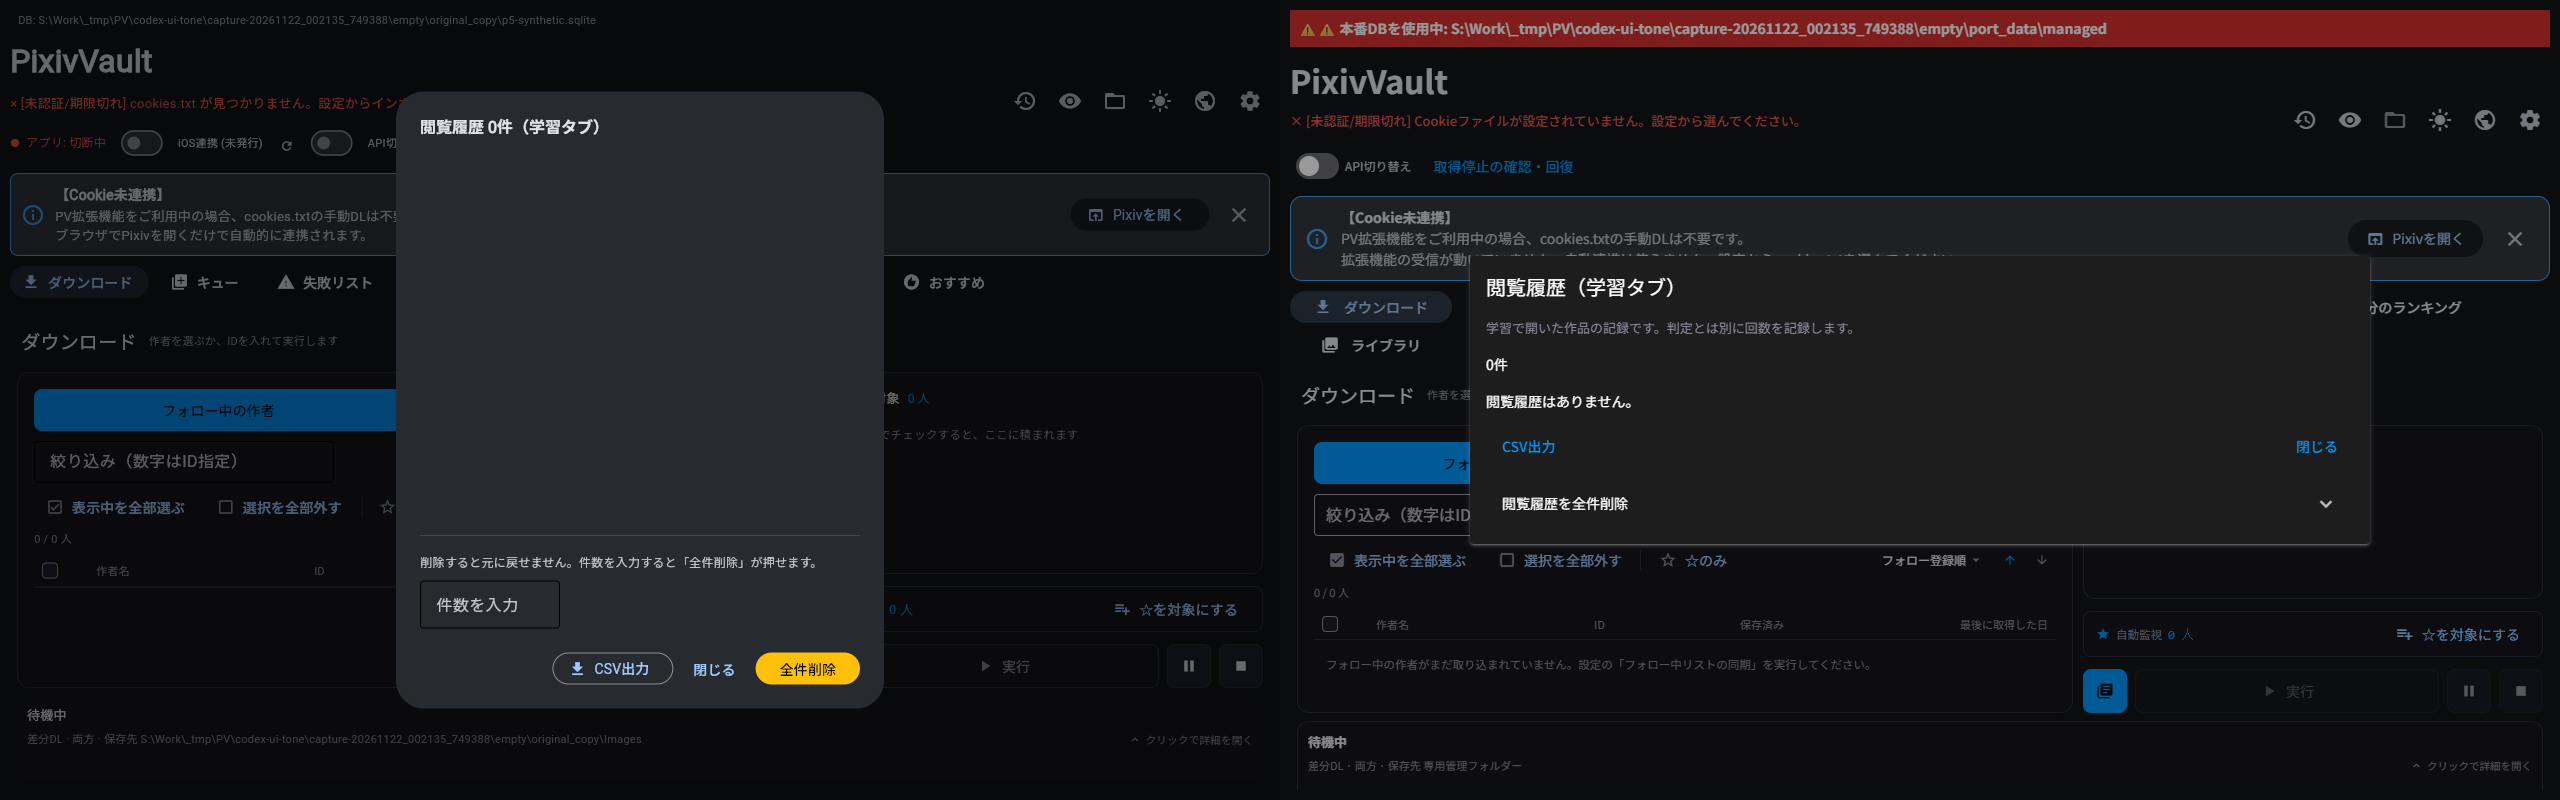 DB: S:\Work\_tmp\PV\codex-ui-tone\capture-20261122_002135_749388\empty\original_copy\p5-synthetic.sqlite
PixivVault
× [未認証/期限切れ] cookies.txt が見つかりません。設定からイン
● アプリ: 切断中
iOS連携 (未発行)
API切
【Cookie未連携】
PV拡張機能をご利用中の場合、cookies.txtの手動DLは不
ブラウザでPixivを開くだけで自動的に連携されます。
Pixivを開く
ダウンロード
キュー
失敗リスト
おすすめ
ダウンロード
作者を選ぶか、IDを入れて実行します
フォロー中の作者
対象 0 人
でチェックすると、ここに積まれます
絞り込み（数字はID指定）
表示中を全部選ぶ
選択を全部外す
0 / 0 人
作者名
ID
0 人
☆を対象にする
実行
待機中
差分DL · 両方 · 保存先 S:\Work\_tmp\PV\codex-ui-tone\capture-20261122_002135_749388\empty\original_copy\Images
クリックで詳細を開く
閲覧履歴 0件（学習タブ）
削除すると元に戻せません。件数を入力すると「全件削除」が押せます。
件数を入力
CSV出力
閉じる
全件削除
本番DBを使用中: S:\Work\_tmp\PV\codex-ui-tone\capture-20261122_002135_749388\empty\port_data\managed
PixivVault
× [未認証/期限切れ] Cookieファイルが設定されていません。設定から選んでください。
API切り替え
取得停止の確認・回復
【Cookie未連携】
PV拡張機能をご利用中の場合、cookies.txtの手動DLは不要です。
拡張機能の受信が動いていません。
Pixivを開く
ダウンロード
分のランキング
ライブラリ
ダウンロード
作者を選
フォ
絞り込み（数字はID
表示中を全部選ぶ
選択を全部外す
☆のみ
フォロー登録順
0 / 0 人
作者名
ID
保存済み
最後に取得した日
フォロー中の作者がまだ取り込まれていません。設定の「フォロー中リストの同期」を実行してください。
自動監視 0 人
☆を対象にする
実行
待機中
差分DL · 両方 · 保存先 専用管理フォルダー
クリックで詳細を開く
閲覧履歴（学習タブ）
学習で開いた作品の記録です。判定とは別に回数を記録します。
0件
閲覧履歴はありません。
CSV出力
閉じる
閲覧履歴を全件削除